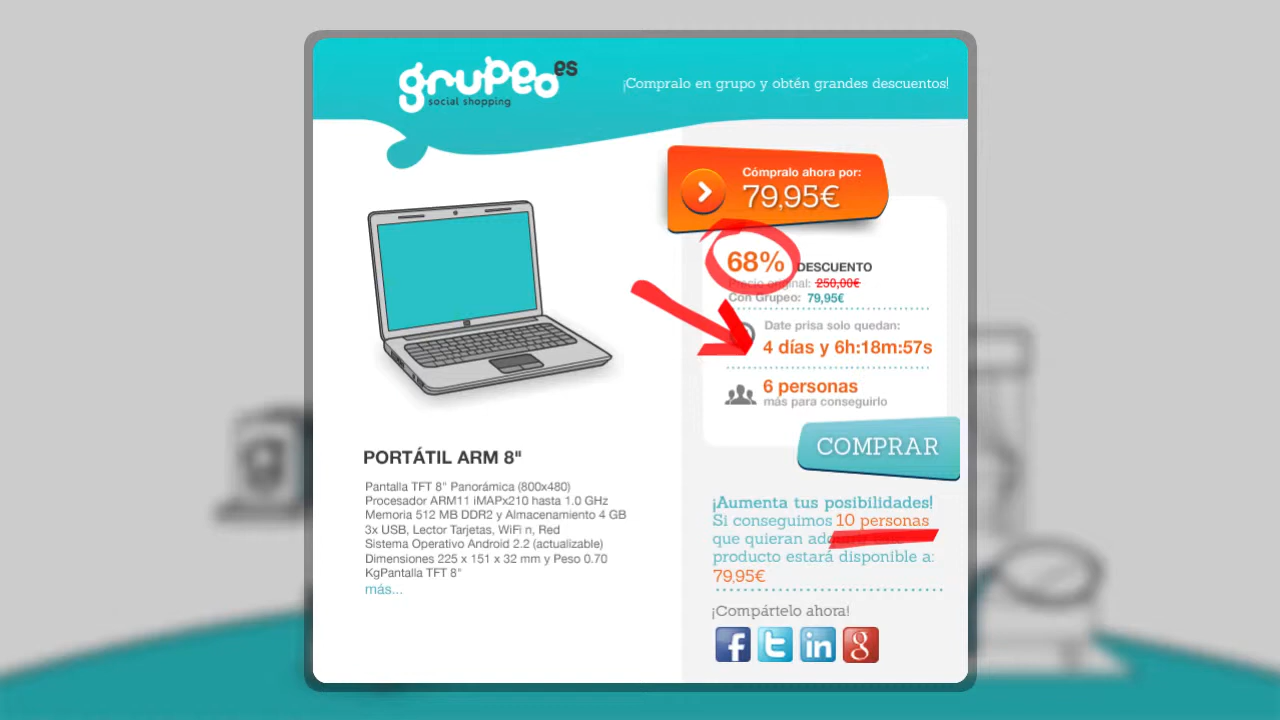 grupeo es
social shopping
¡Compralo en grupo y obtén grandes descuentos!
Cómpralo ahora por:
79,95€
68% DESCUENTO
Precio original: 250,00€
Con Grupeo: 79,95€
Date prisa solo quedan:
4 días y 6h:18m:57s
6 personas
más para conseguirlo
COMPRAR
PORTÁTIL ARM 8"
Pantalla TFT 8" Panorámica (800x480)
Procesador ARM11 iMAPx210 hasta 1.0 GHz
Memoria 512 MB DDR2 y Almacenamiento 4 GB
3x USB, Lector Tarjetas, WiFi n, Red
Sistema Operativo Android 2.2 (actualizable)
Dimensiones 225 x 151 x 32 mm y Peso 0.70
KgPantalla TFT 8"
más...
¡Aumenta tus posibilidades!
Si conseguimos 10 personas
que quieran
producto estará disponible a:
79,95€
¡Compártelo ahora!
f t in g